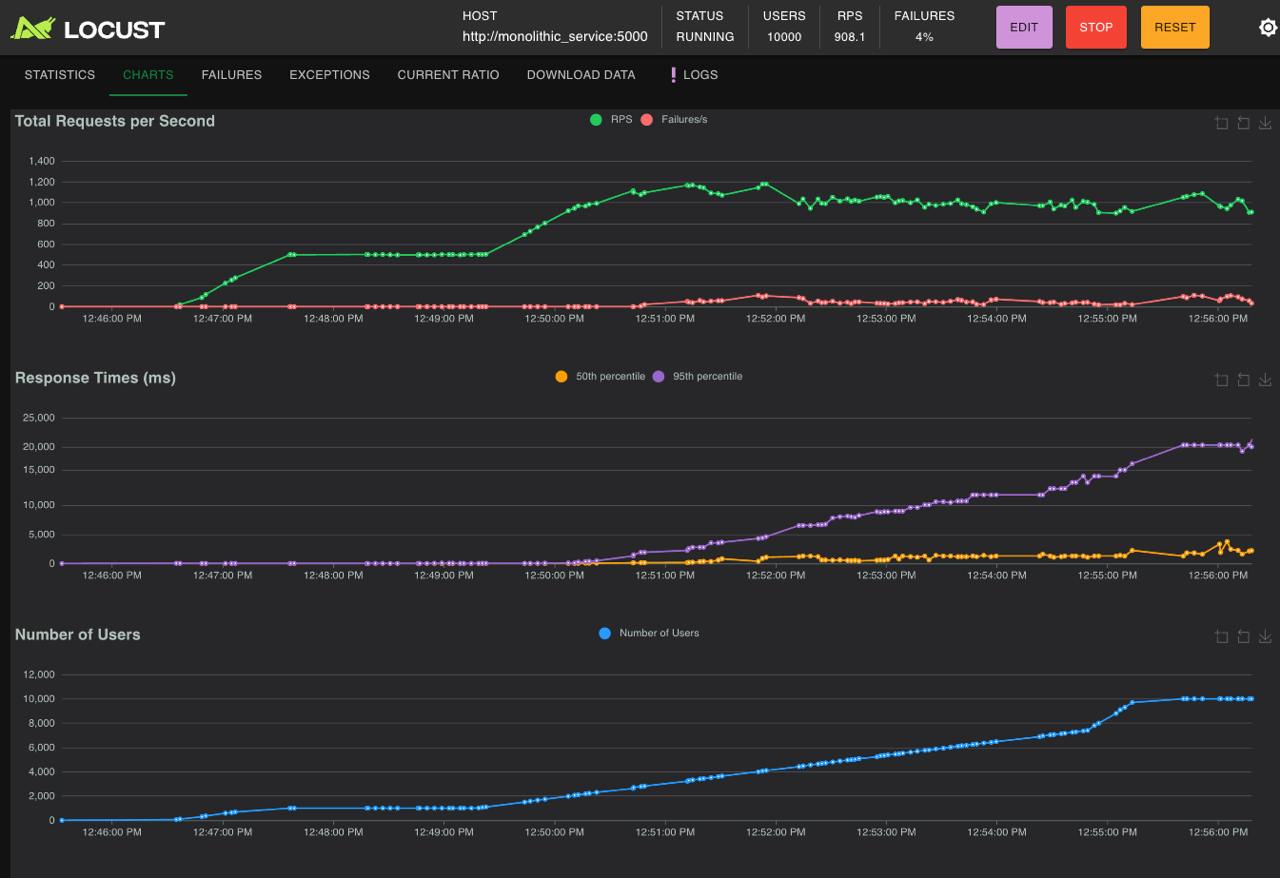 LOCUST
HOST
http://monolithic_service:5000
STATUS
RUNNING
USERS
10000
RPS
908.1
FAILURES
4%
EDIT
STOP
RESET
STATISTICS
CHARTS
FAILURES
EXCEPTIONS
CURRENT RATIO
DOWNLOAD DATA
LOGS
Total Requests per Second
RPS
Failures/s
1,400
1,200
1,000
800
600
400
200
0
12:46:00 PM
12:47:00 PM
12:48:00 PM
12:49:00 PM
12:50:00 PM
12:51:00 PM
12:52:00 PM
12:53:00 PM
12:54:00 PM
12:55:00 PM
12:56:00 PM
Response Times (ms)
50th percentile
95th percentile
25,000
20,000
15,000
10,000
5,000
0
12:46:00 PM
12:47:00 PM
12:48:00 PM
12:49:00 PM
12:50:00 PM
12:51:00 PM
12:52:00 PM
12:53:00 PM
12:54:00 PM
12:55:00 PM
12:56:00 PM
Number of Users
Number of Users
12,000
10,000
8,000
6,000
4,000
2,000
0
12:46:00 PM
12:47:00 PM
12:48:00 PM
12:49:00 PM
12:50:00 PM
12:51:00 PM
12:52:00 PM
12:53:00 PM
12:54:00 PM
12:55:00 PM
12:56:00 PM